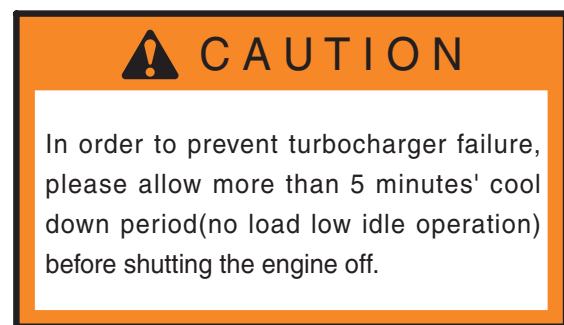 CAUTION
In order to prevent turbocharger failure,
please allow more than 5 minutes' cool
down period(no load low idle operation)
before shutting the engine off.